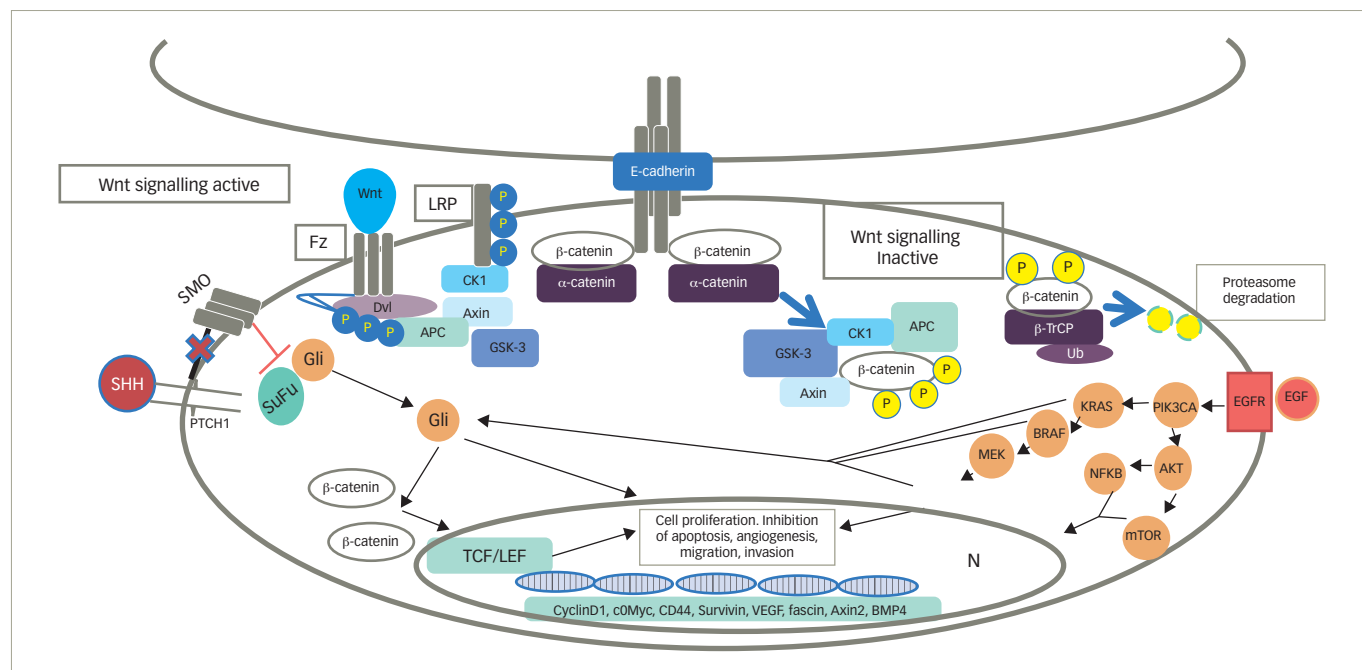 E-cadherin
Wnt signalling active
Wnt
LRP
P
P
P
Fz
β-catenin
α-catenin
β-catenin
α-catenin
Wnt signalling
Inactive
P
P
β-catenin
β-TrCP
Ub
Proteasome
degradation
SMO
CK1
Dvl
Axin
P
P
P
APC
GSK-3
GSK-3
CK1
APC
β-catenin
P
Axin
P
P
SHH
PTCH1
SuFu
Gli
Gli
KRAS
PIK3CA
EGFR
EGF
BRAF
MEK
NFKB
AKT
mTOR
β-catenin
β-catenin
TCF/LEF
Cell proliferation. Inhibition
of apoptosis, angiogenesis,
migration, invasion
N
CyclinD1, c0Myc, CD44, Survivin, VEGF, fascin, Axin2, BMP4